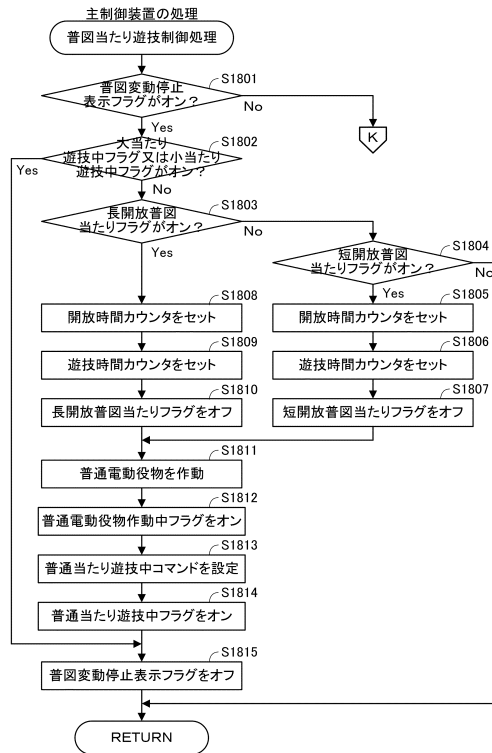 主制御装置の処理
普図当たり遊技制御処理
S1801
普図変動停止
表示フラグがオン?
No
Yes
K
S1802
大当たり
遊技中フラグ又は小当たり
遊技中フラグがオン?
Yes
No
S1803
長開放普図
当たりフラグがオン?
No
Yes
S1804
短開放普図
当たりフラグがオン?
No
Yes
S1808
開放時間カウンタをセット
S1805
開放時間カウンタをセット
S1809
遊技時間カウンタをセット
S1806
遊技時間カウンタをセット
S1810
長開放普図当たりフラグをオフ
S1807
短開放普図当たりフラグをオフ
S1811
普通電動役物を作動
S1812
普通電動役物作動中フラグをオン
S1813
普通当たり遊技中コマンドを設定
S1814
普通当たり遊技中フラグをオン
S1815
普図変動停止表示フラグをオフ
RETURN